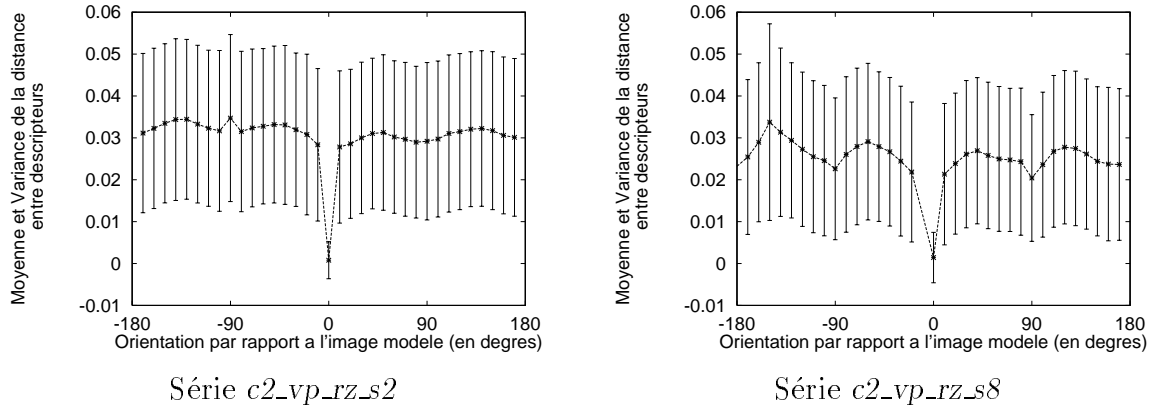 Moyenne et Variance de la distance
entre descripteurs
0.06
0.05
0.04
0.03
0.02
0.01
0
-0.01
-180 -90 0 90 180
Orientation par rapport a l'image modele (en degres)
Série c2_vp_rz_s2
Moyenne et Variance de la distance
entre descripteurs
0.06
0.05
0.04
0.03
0.02
0.01
0
-0.01
-180 -90 0 90 180
Orientation par rapport a l'image modele (en degres)
Série c2_vp_rz_s8